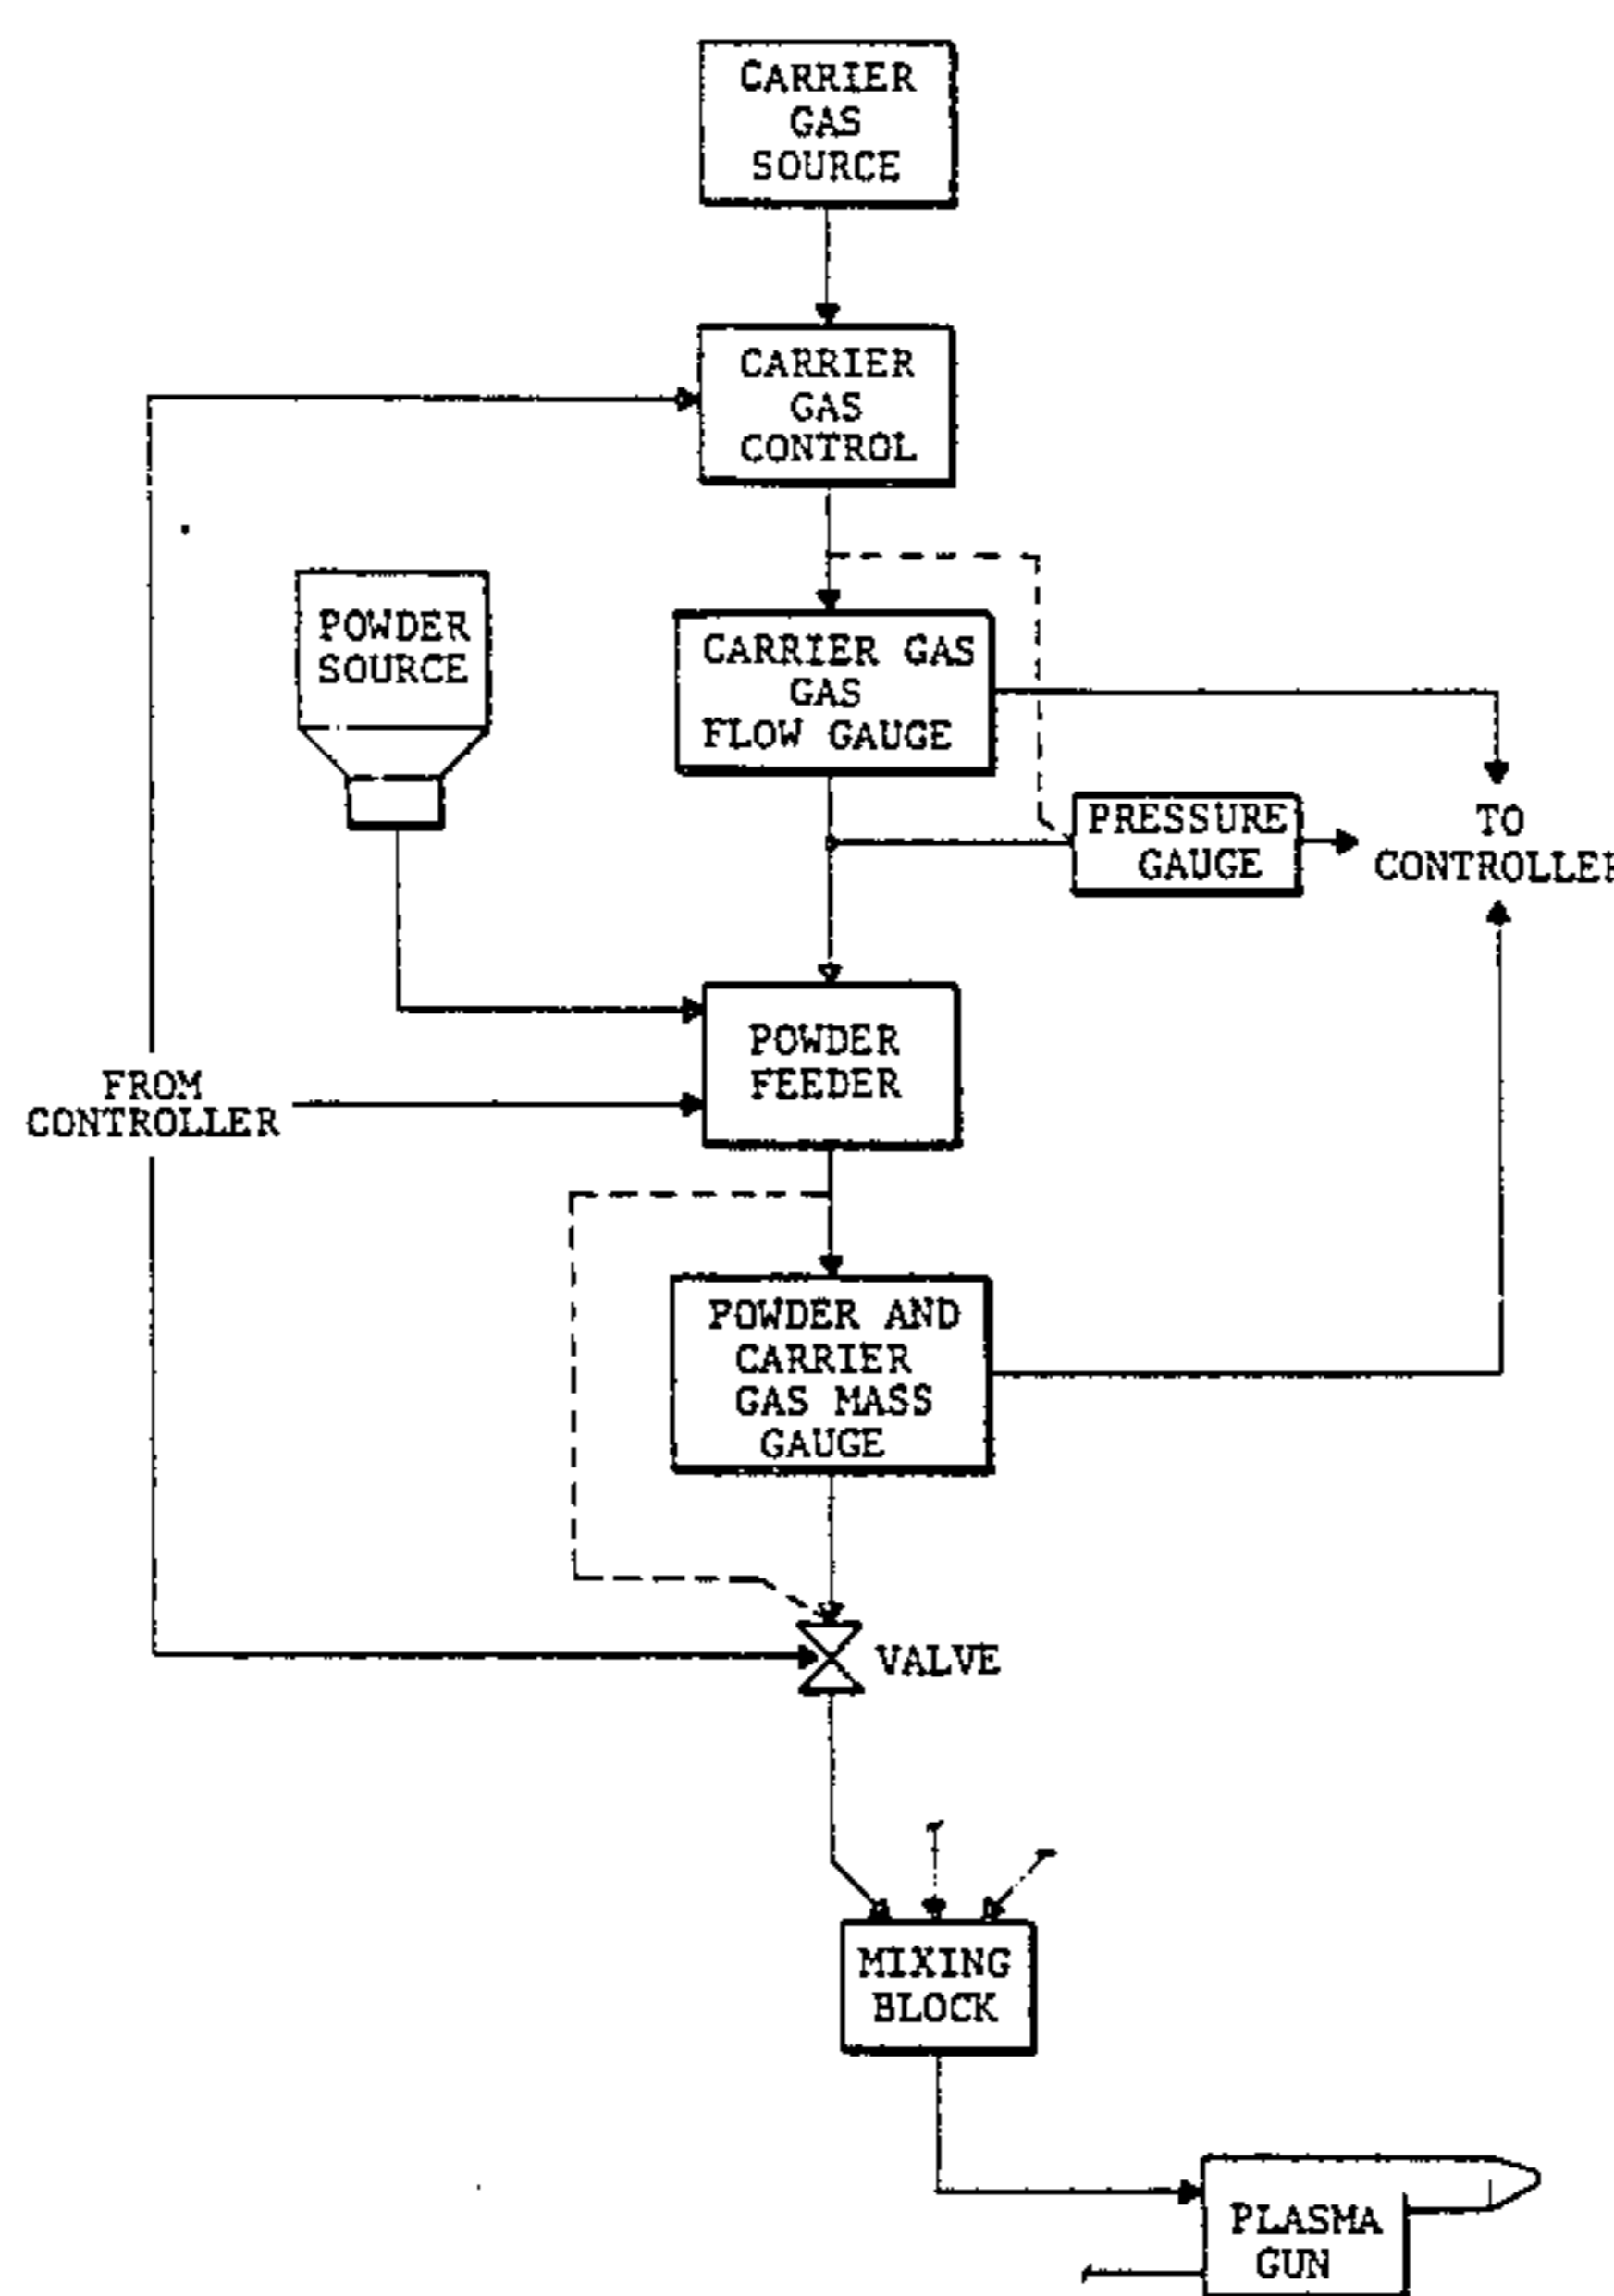 CARRIER
GAS
SOURCE
CARRIER
GAS
CONTROL
POWDER
SOURCE
CARRIER GAS
GAS
FLOW GAUGE
PRESSURE
GAUGE
TO
CONTROLLER
POWDER
FEEDER
FROM
CONTROLLER
POWDER AND
CARRIER
GAS MASS
GAUGE
VALVE
MIXING
BLOCK
PLASMA
GUN